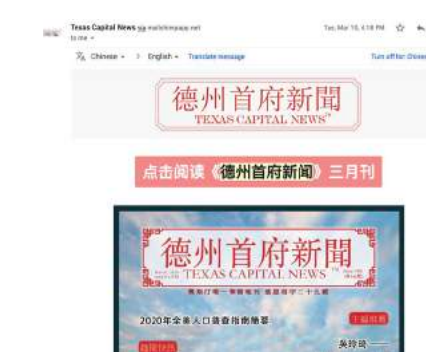 Texas Capital News via mailchimpapp.net
Tue, Mar 10, 4:18 PM
to me
Chinese > English Translate message
Turn off for: Chinese
德州首府新聞
TEXAS CAPITAL NEWS
点击阅读《德州首府新闻》三月刊
德州首府新聞
TEXAS CAPITAL NEWS
2020年全美人口普查指南簡要